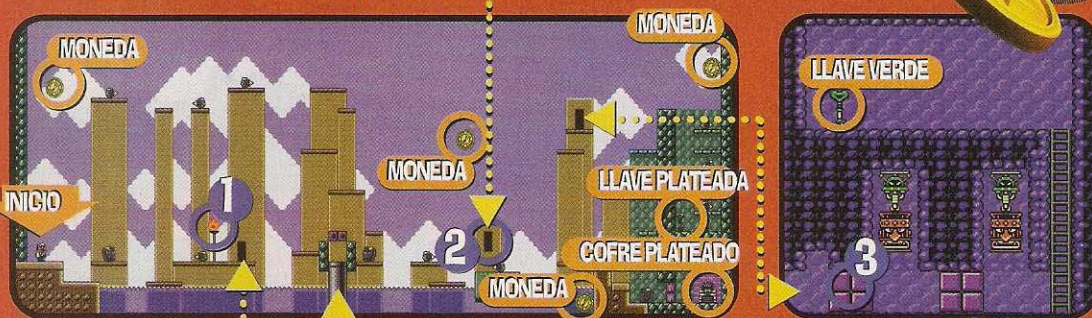 MONEDA
MONEDA
LLAVE VERDE
MONEDA
INICIO
1
LLAVE PLATEADA
2
COFRE PLATEADO
3
MONEDA